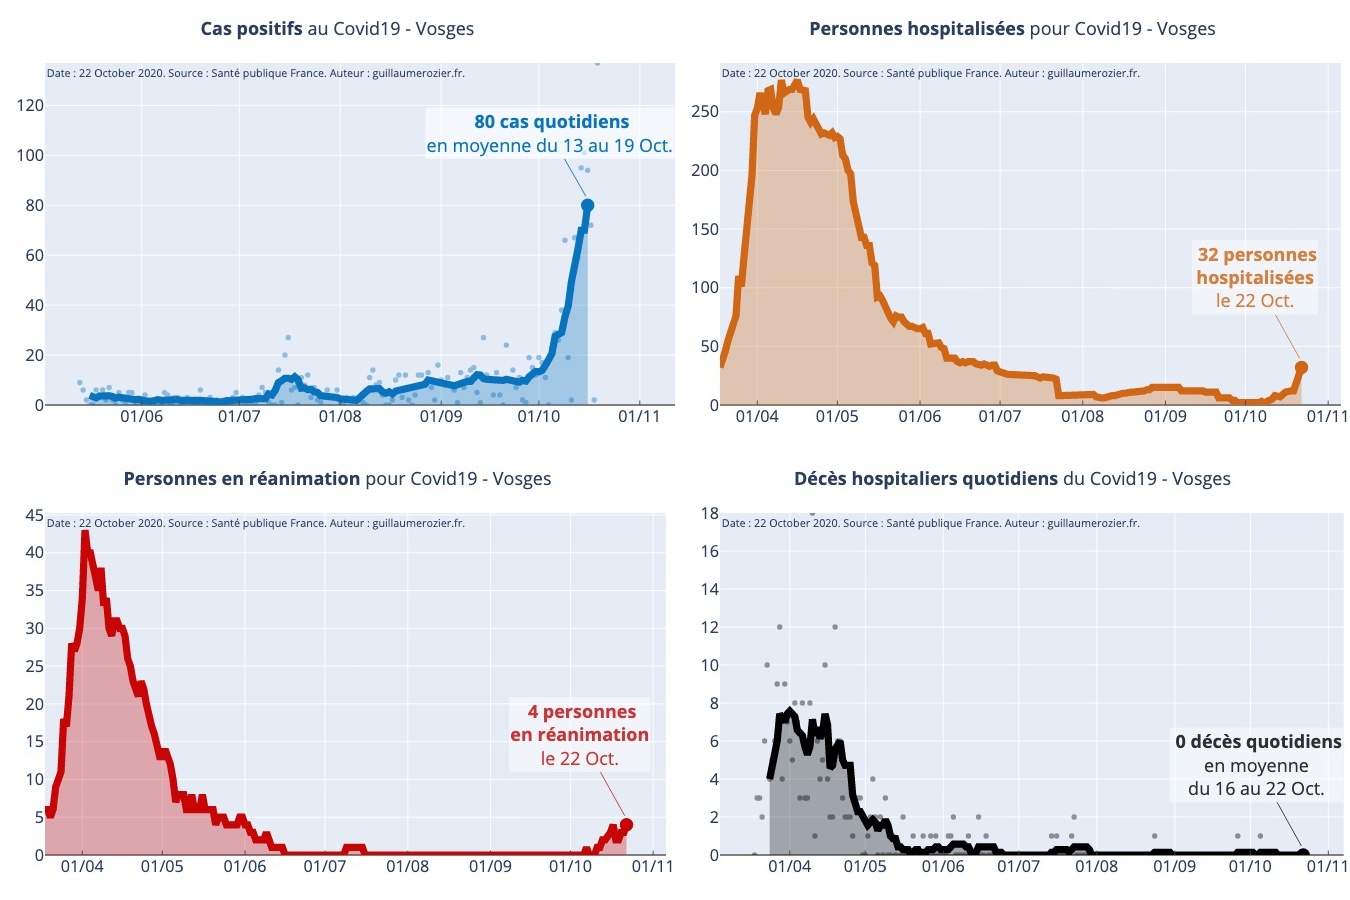 Cas positifs au Covid19 - Vosges
Date : 22 October 2020. Source : Santé publique France. Auteur : guillaumerozier.fr.
120
100
80
60
40
20
0
80 cas quotidiens
en moyenne du 13 au 19 Oct.
01/06 01/07 01/08 01/09 01/10 01/11
Personnes hospitalisées pour Covid19 - Vosges
Date : 22 October 2020. Source : Santé publique France. Auteur : guillaumerozier.fr.
250
200
150
100
50
0
32 personnes
hospitalisées
le 22 Oct.
01/04 01/05 01/06 01/07 01/08 01/09 01/10 01/11
Personnes en réanimation pour Covid19 - Vosges
Date : 22 October 2020. Source : Santé publique France. Auteur : guillaumerozier.fr.
45
40
35
30
25
20
15
10
5
0
4 personnes
en réanimation
le 22 Oct.
01/04 01/05 01/06 01/07 01/08 01/09 01/10 01/11
Décès hospitaliers quotidiens du Covid19 - Vosges
Date : 22 October 2020. Source : Santé publique France. Auteur : guillaumerozier.fr.
18
16
14
12
10
8
6
4
2
0
0 décès quotidiens
en moyenne
du 16 au 22 Oct.
01/04 01/05 01/06 01/07 01/08 01/09 01/10 01/11